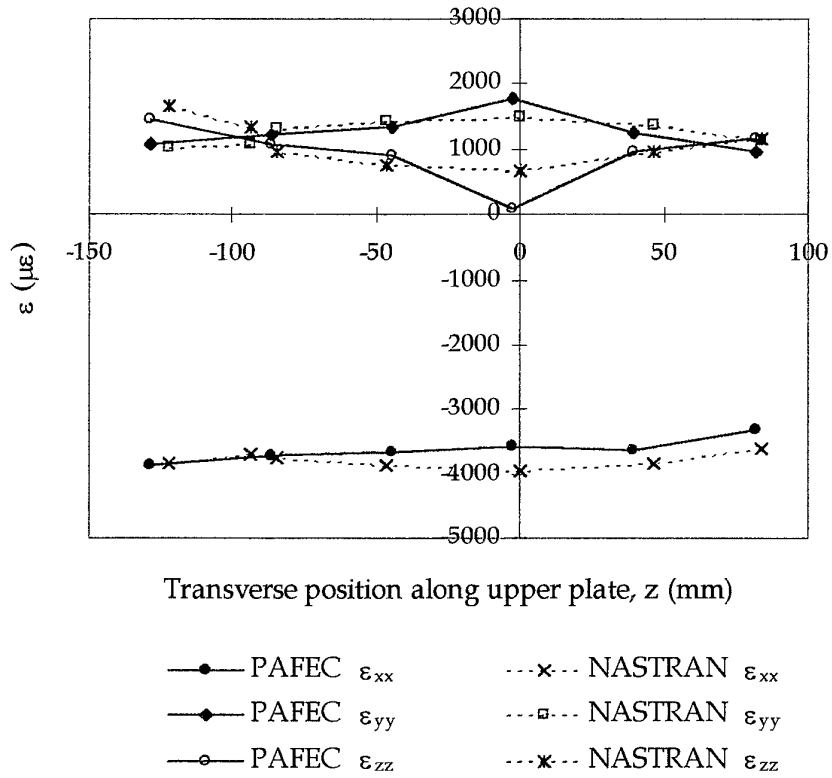 3000
2000
1000
0
-150
-100
-50
0
50
100
ε (με)
-1000
-2000
-3000
-4000
-5000
Transverse position along upper plate, z (mm)
PAFEC εxx
NASTRAN εxx
PAFEC εyy
NASTRAN εyy
PAFEC εzz
NASTRAN εzz